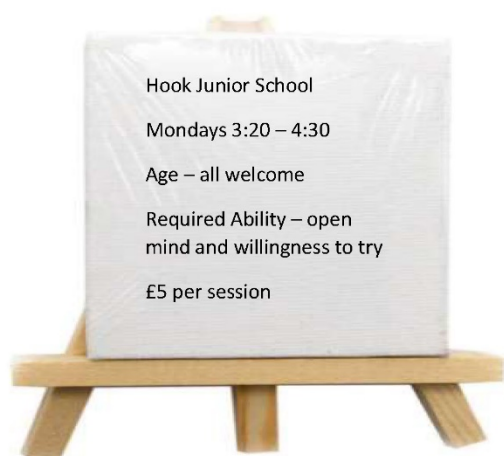 Hook Junior School
Mondays 3:20 – 4:30
Age – all welcome
Required Ability – open
mind and willingness to try
£5 per session